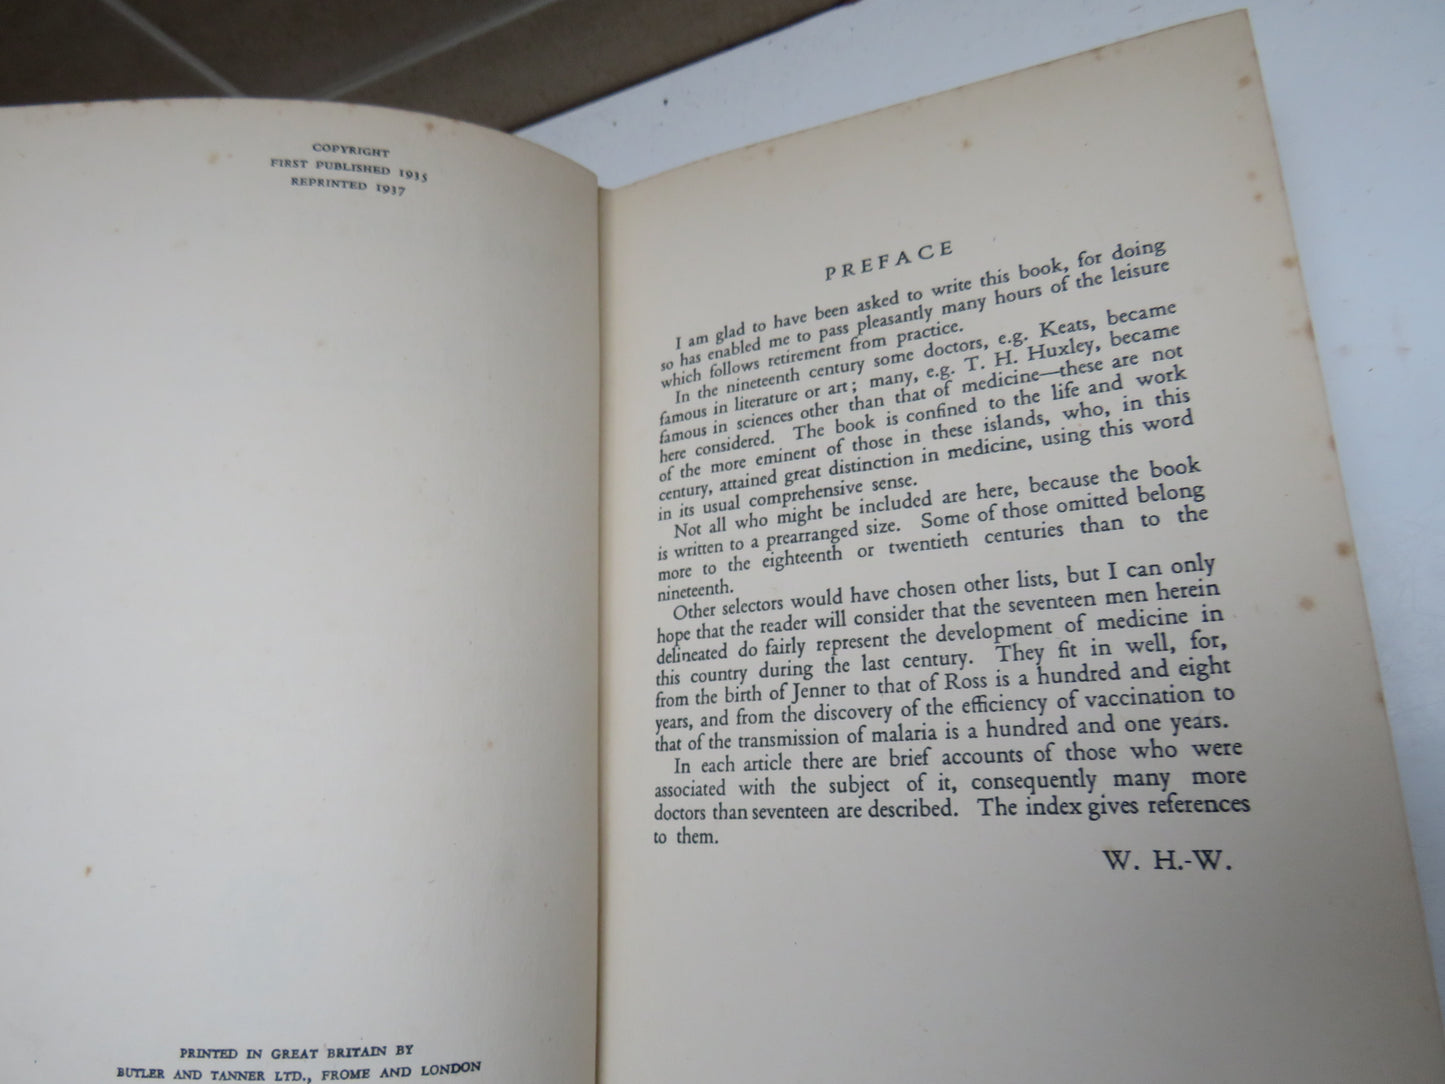 COPYRIGHT
FIRST PUBLISHED 1935
REPRINTED 1937
PRINTED IN GREAT BRITAIN BY
BUTLER AND TANNER LTD., FROME AND LONDON
PREFACE
I am glad to have been asked to write this book, for doing
so has enabled me to pass pleasantly many hours of the leisure
which follows retirement from practice.
In the nineteenth century some doctors, e.g. Keats, became
famous in literature or art; many, e.g. T. H. Huxley, became
famous in sciences other than that of medicine—these are not
here considered. The book is confined to the life and work
of the more eminent of those in these islands, who, in this
century, attained great distinction in medicine, using this word
in its usual comprehensive sense.
Not all who might be included are here, because the book
is written to a prearranged size. Some of those omitted belong
more to the eighteenth or twentieth centuries than to the
nineteenth.
Other selectors would have chosen other lists, but I can only
hope that the reader will consider that the seventeen men herein
delineated do fairly represent the development of medicine in
this country during the last century. They fit in well, for,
from the birth of Jenner to that of Ross is a hundred and eight
years, and from the discovery of the efficiency of vaccination to
that of the transmission of malaria is a hundred and one years.
In each article there are brief accounts of those who were
associated with the subject of it, consequently many more
doctors than seventeen are described. The index gives references
to them.
W. H.-W.